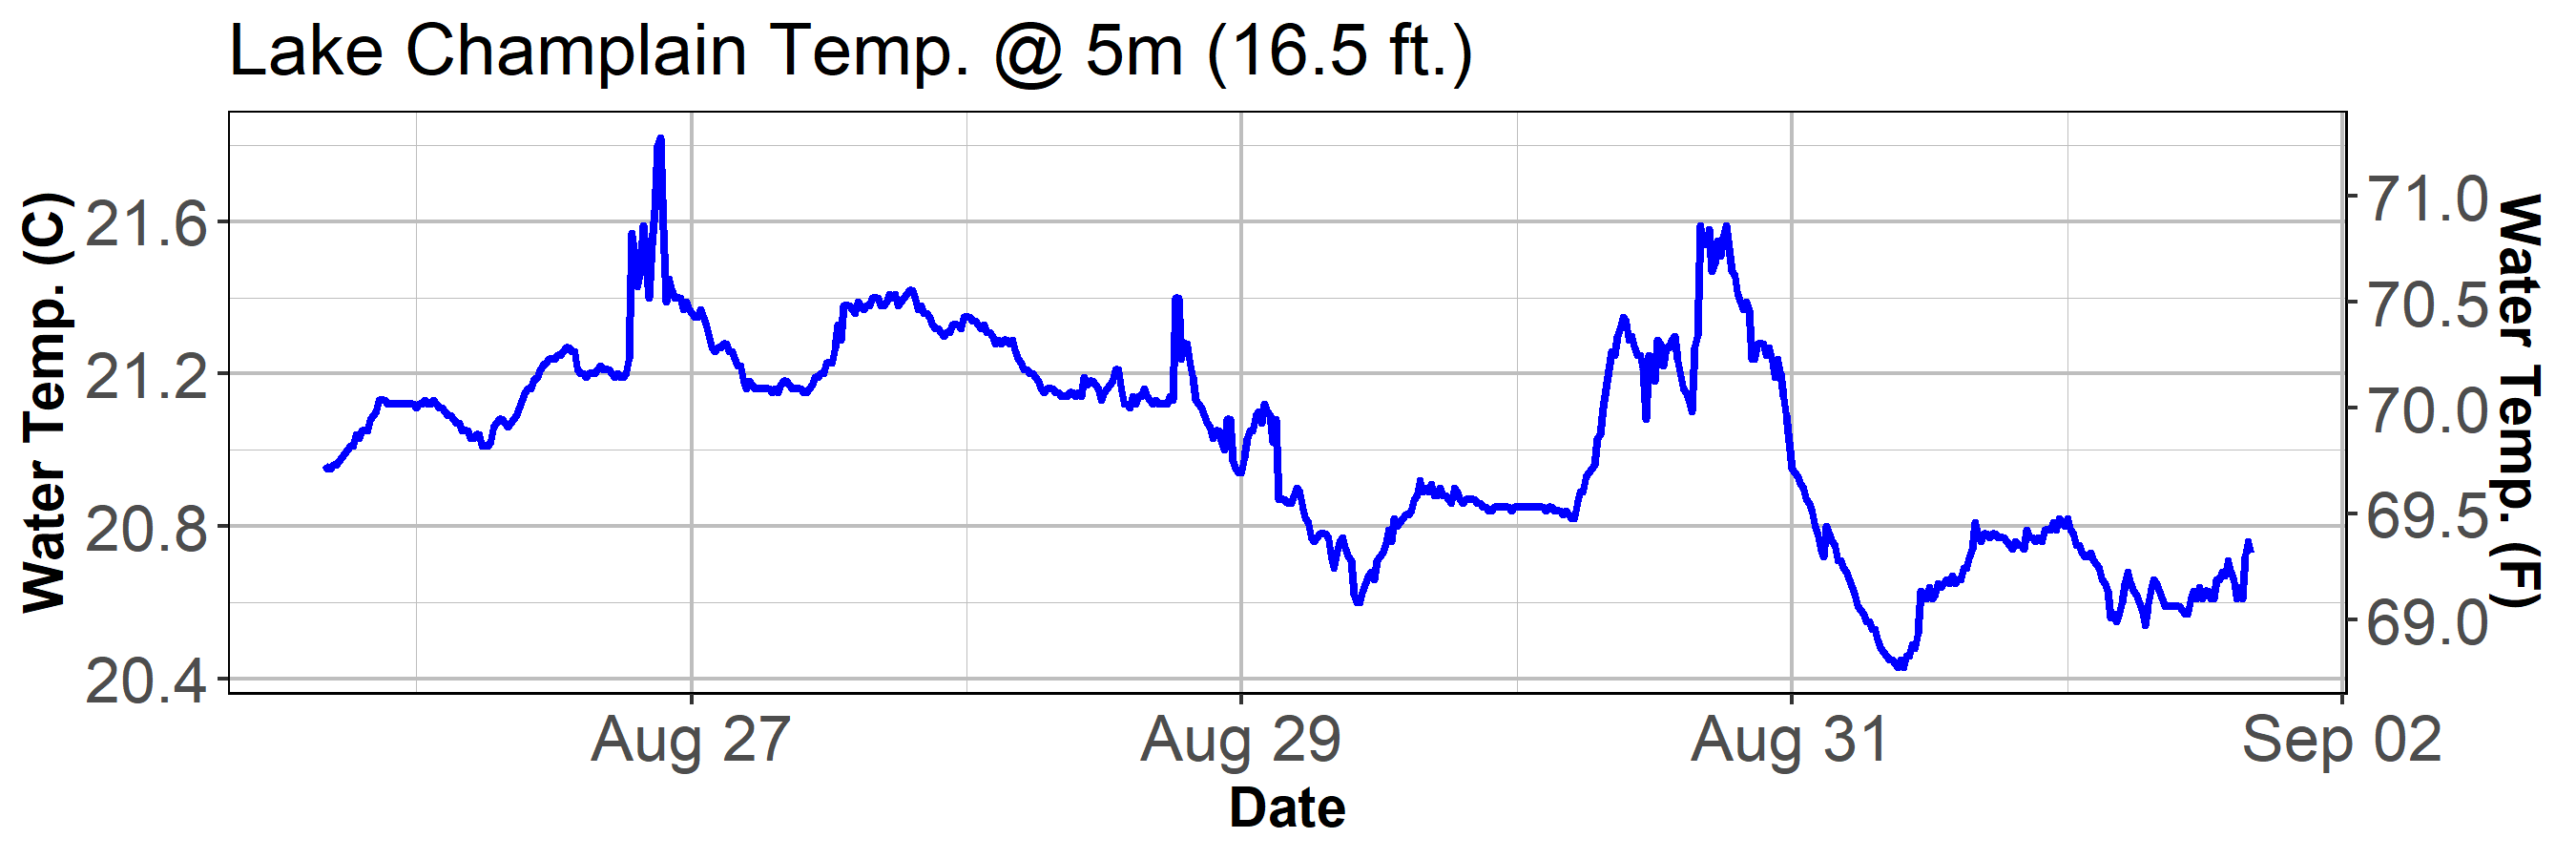 Lake Champlain Temp. @ 5m (16.5 ft.)
Water Temp. (C)
21.6
21.2
20.8
20.4
71.0
70.5
70.0
69.5
69.0
Water Temp. (F)
Aug 27
Aug 29
Aug 31
Sep 02
Date